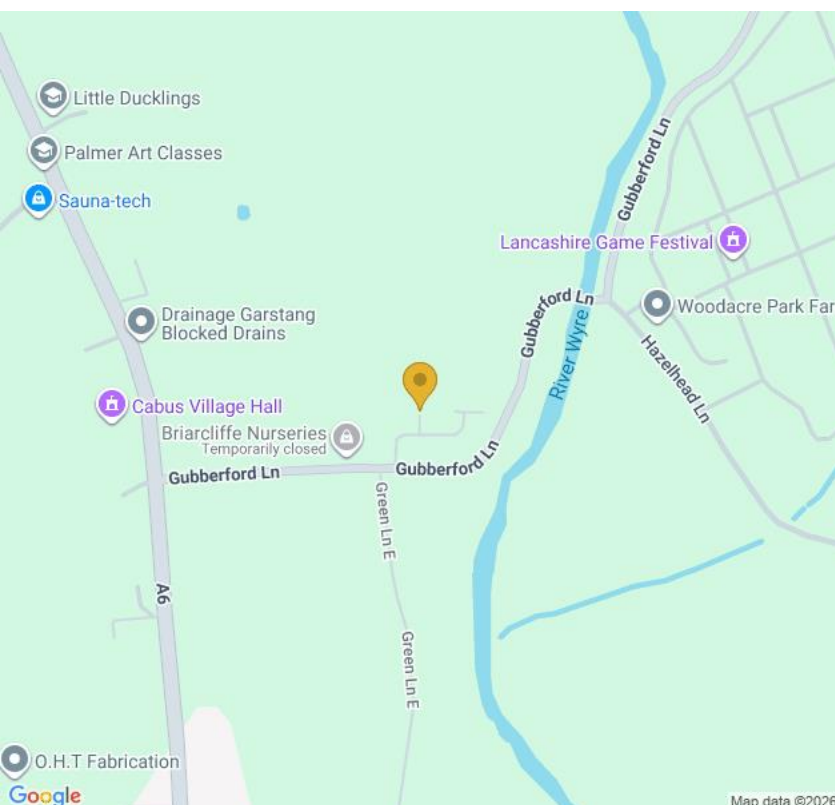 Little Ducklings
Palmer Art Classes
Sauna-tech
Gubberford Ln
Lancashire Game Festival
Drainage Garstang
Blocked Drains
Gubberford Ln
River Wyre
Woodacre Park Far
Hazelhead Ln
Cabus Village Hall
Briarcliffe Nurseries
Temporarily closed
Gubberford Ln
Gubberford Ln
Green Ln E
A6
Green Ln E
O.H.T Fabrication
Google
Map data ©2026